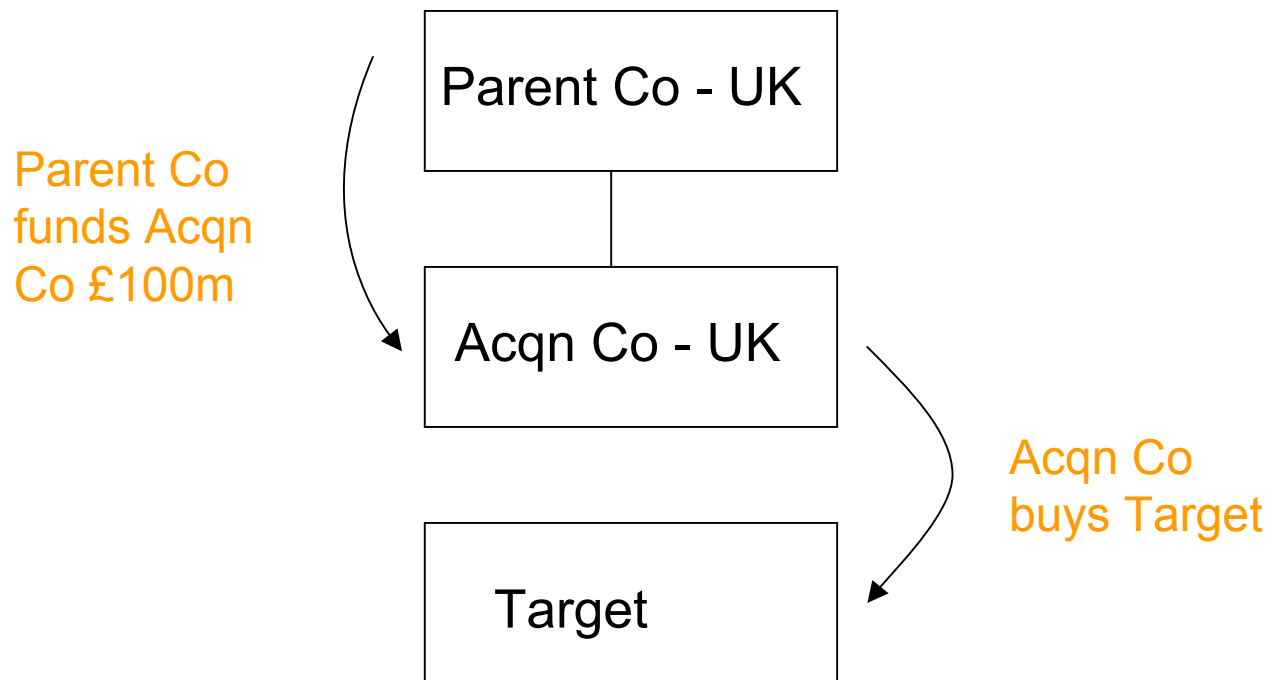 Parent Co - UK
Parent Co
funds Acqn
Co £100m
Acqn Co - UK
Acqn Co
buys Target
Target